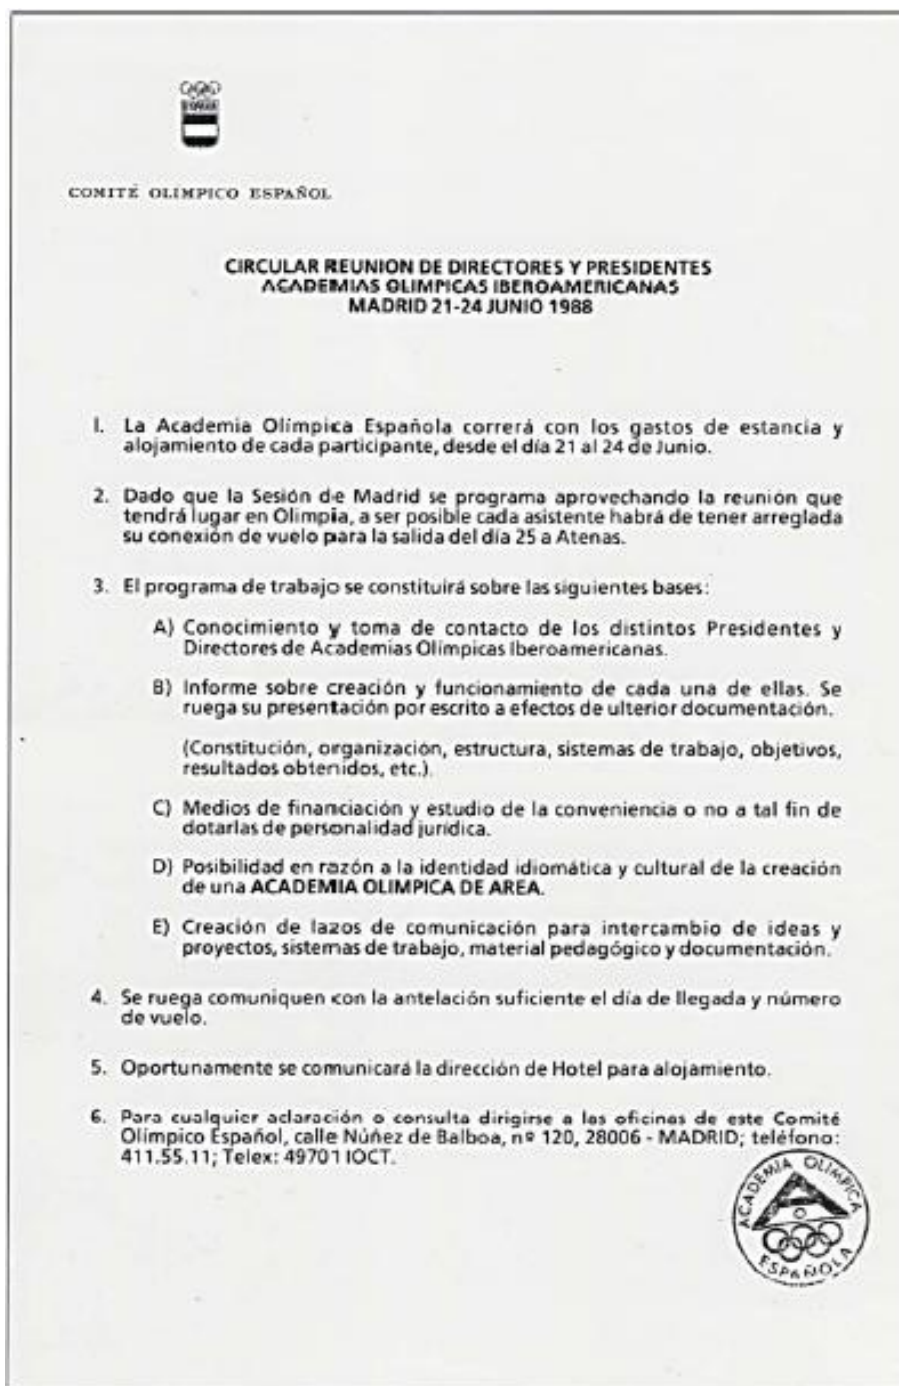 ESPAÑA
COMITÉ OLIMPICO ESPAÑOL
CIRCULAR REUNION DE DIRECTORES Y PRESIDENTES
ACADEMIAS OLIMPICAS IBEROAMERICANAS
MADRID 21-24 JUNIO 1988
I. La Academia Olímpica Española correrá con los gastos de estancia y
alojamiento de cada participante, desde el día 21 al 24 de Junio.
2. Dado que la Sesión de Madrid se programa aprovechando la reunión que
tendrá lugar en Olimpia, a ser posible cada asistente habrá de tener arreglada
su conexión de vuelo para la salida del día 25 a Atenas.
3. El programa de trabajo se constituirá sobre las siguientes bases:
A) Conocimiento y toma de contacto de los distintos Presidentes y
Directores de Academias Olímpicas Iberoamericanas.
B) Informe sobre creación y funcionamiento de cada una de ellas. Se
ruega su presentación por escrito a efectos de ulterior documentación.
(Constitución, organización, estructura, sistemas de trabajo, objetivos,
resultados obtenidos, etc.).
C) Medios de financiación y estudio de la conveniencia o no a tal fin de
dotarlas de personalidad jurídica.
D) Posibilidad en razón a la identidad idiomática y cultural de la creación
de una ACADEMIA OLIMPICA DE AREA.
E) Creación de lazos de comunicación para intercambio de ideas y
proyectos, sistemas de trabajo, material pedagógico y documentación.
4. Se ruega comuniquen con la antelación suficiente el día de llegada y número
de vuelo.
5. Oportunamente se comunicará la dirección de Hotel para alojamiento.
6. Para cualquier aclaración o consulta dirigirse a las oficinas de este Comité
Olímpico Español, calle Núñez de Balboa, nº 120, 28006 - MADRID; teléfono:
411.55.11; Telex: 49701 IOCT.
ACADEMIA OLIMPICA
ESPAÑOLA